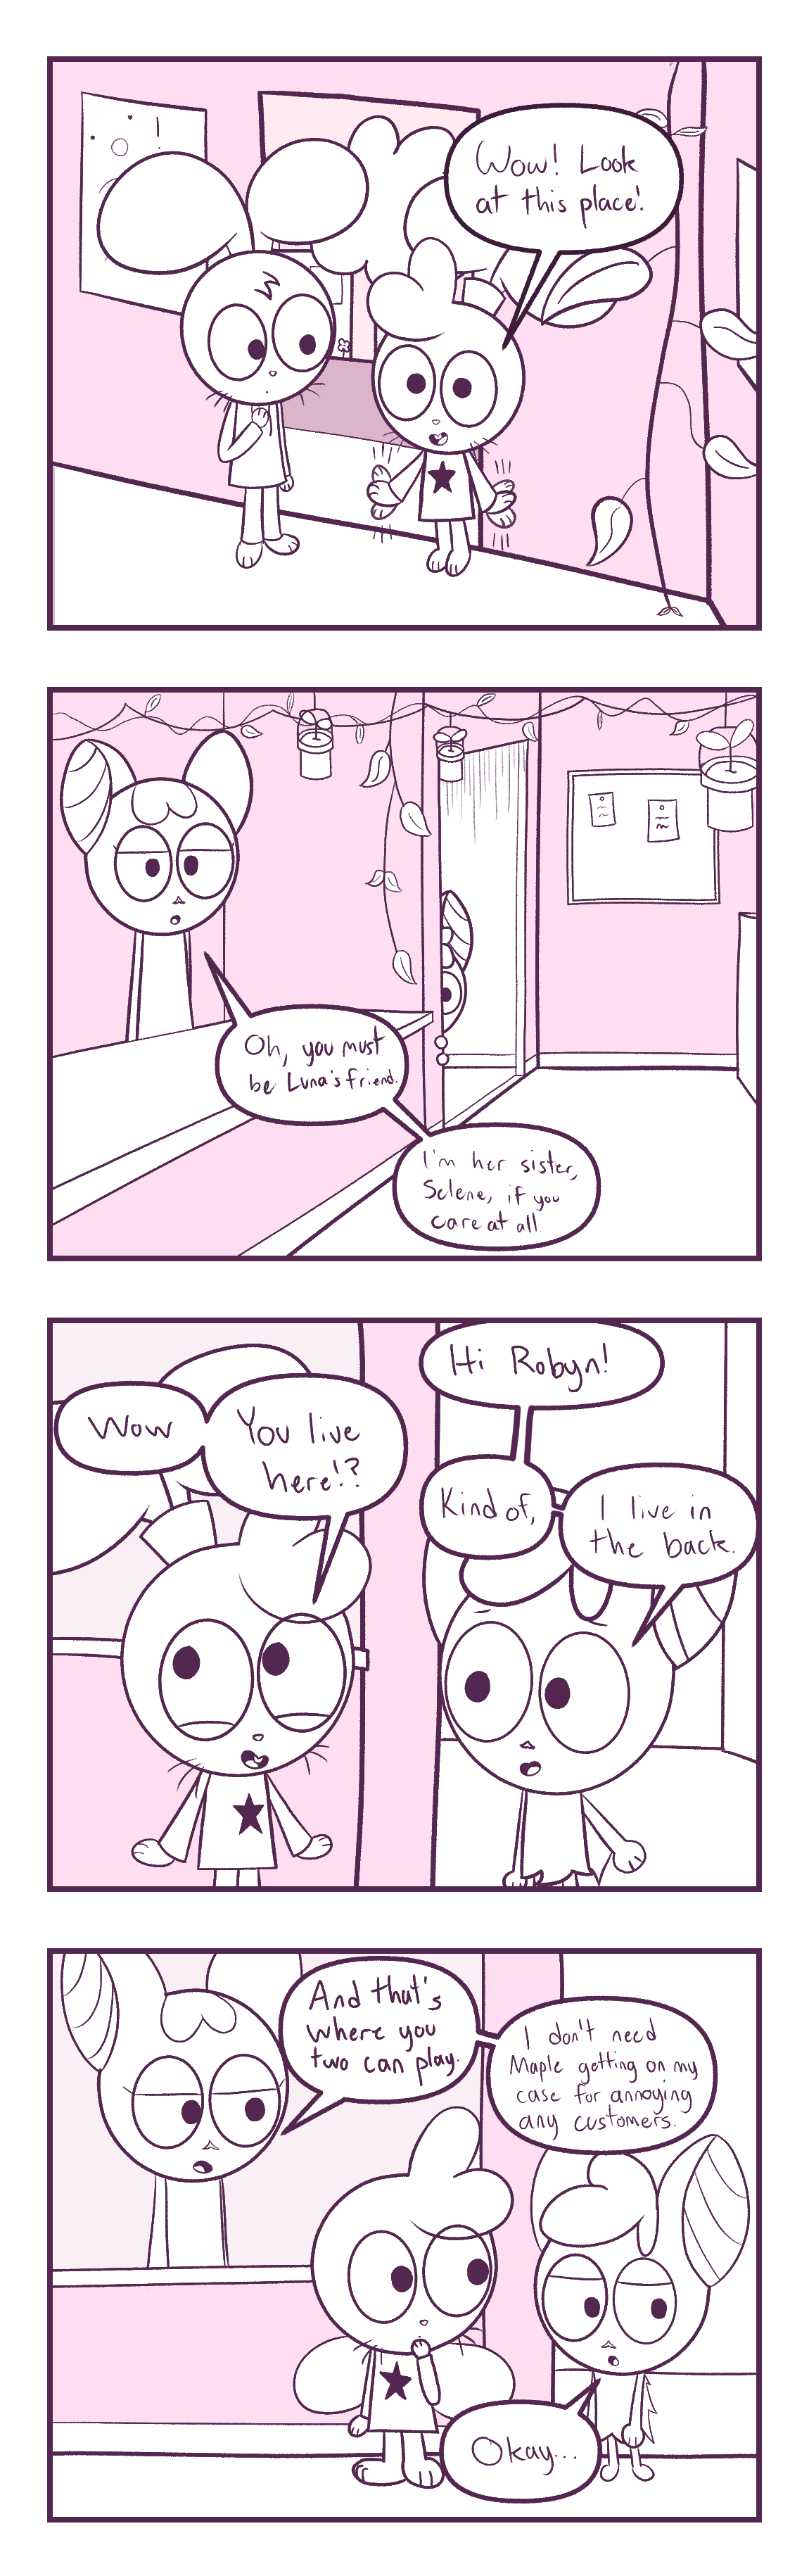 Wow! Look
at this place!
Oh, you must
be Luna's friend.
I'm her sister,
Selene, if you
care at all.
Wow
You live
here!?
Hi Robyn!
Kind of,
I live in
the back.
And that's
where you
two can play.
I don't need
Maple getting on my
case for annoying
any customers.
Okay...